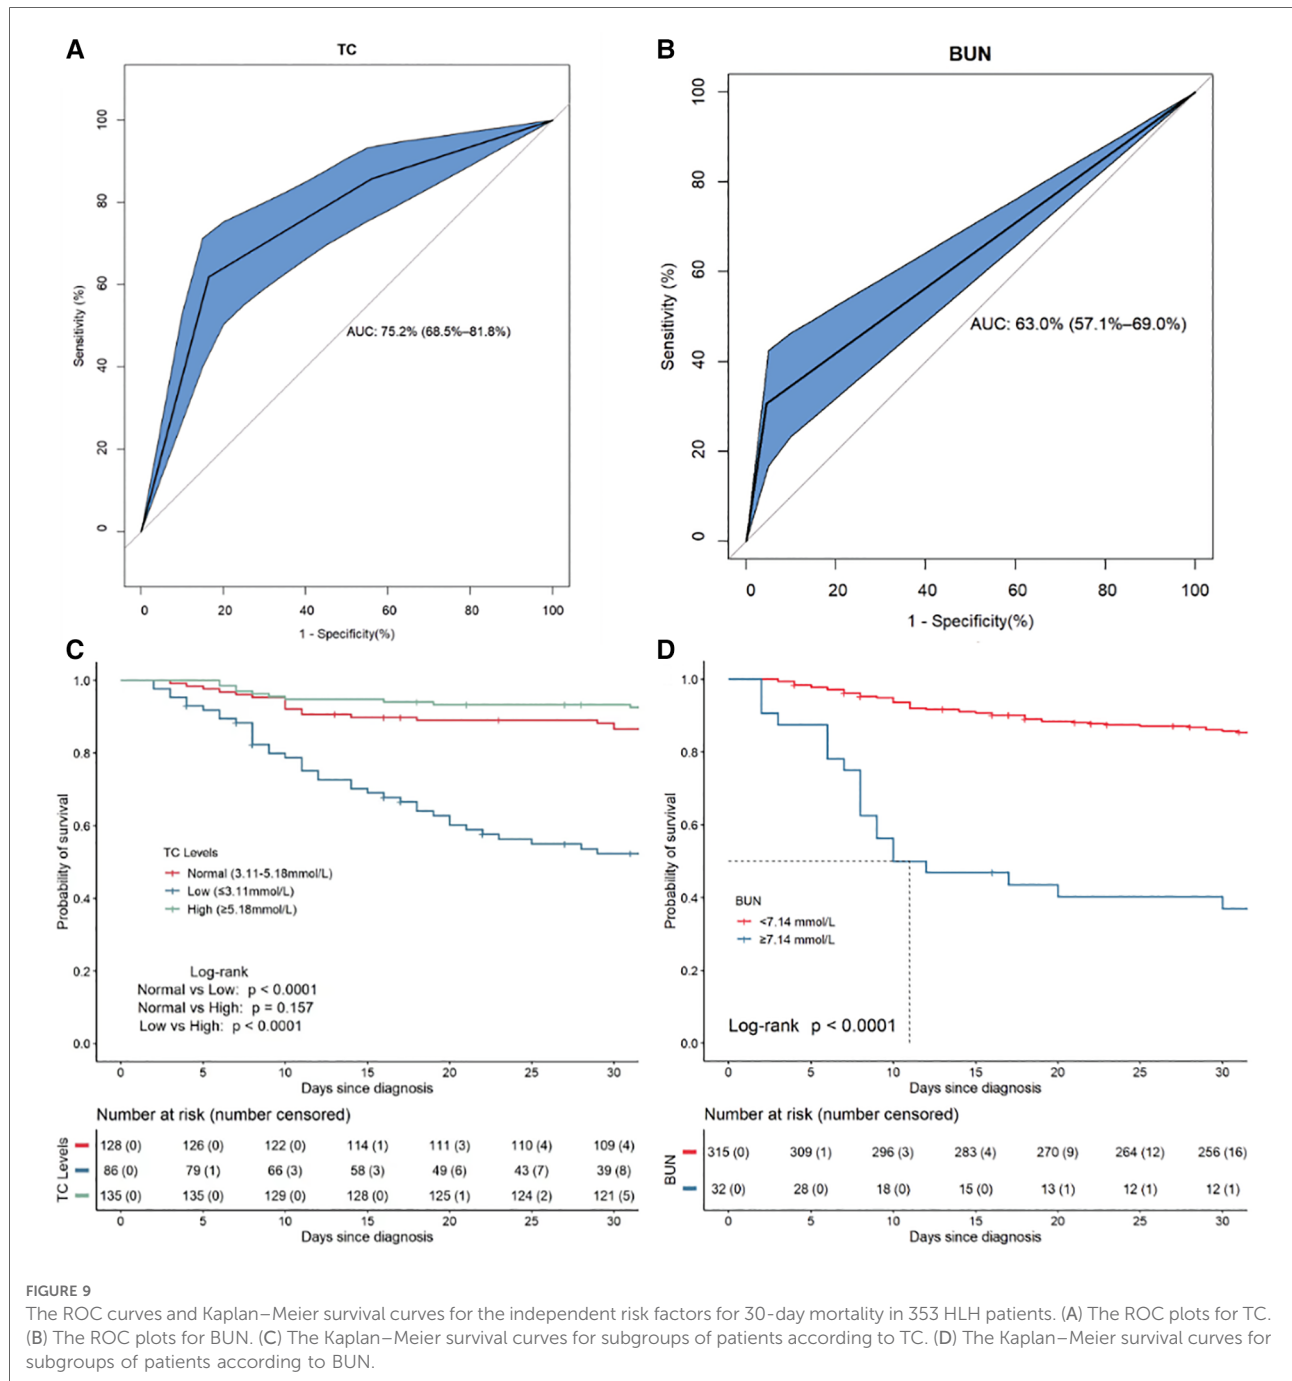 A
TC
100
80
60
40
20
0
Sensitivity (%)
AUC: 75.2% (68.5%–81.8%)
0 20 40 60 80 100
1 - Specificity(%)
B
BUN
100
80
60
40
20
0
Sensitivity (%)
AUC: 63.0% (57.1%–69.0%)
0 20 40 60 80 100
1 - Specificity(%)
C
1.0
0.8
0.6
0.4
0.2
0.0
Probability of survival
TC Levels
Normal (3.11-5.18mmol/L)
Low (≤3.11mmol/L)
High (≥5.18mmol/L)
Log-rank
Normal vs Low: p < 0.0001
Normal vs High: p = 0.157
Low vs High: p < 0.0001
0 5 10 15 20 25 30
Days since diagnosis
Number at risk (number censored)
TC Levels
128 (0) 126 (0) 122 (0) 114 (1) 111 (3) 110 (4) 109 (4)
86 (0) 79 (1) 66 (3) 58 (3) 49 (6) 43 (7) 39 (8)
135 (0) 135 (0) 129 (0) 128 (0) 125 (1) 124 (2) 121 (5)
0 5 10 15 20 25 30
Days since diagnosis
D
1.0
0.8
0.6
0.4
0.2
0.0
Probability of survival
BUN
<7.14 mmol/L
≥7.14 mmol/L
Log-rank p < 0.0001
0 5 10 15 20 25 30
Days since diagnosis
Number at risk (number censored)
BUN
315 (0) 309 (1) 296 (3) 283 (4) 270 (9) 264 (12) 256 (16)
32 (0) 28 (0) 18 (0) 15 (0) 13 (1) 12 (1) 12 (1)
0 5 10 15 20 25 30
Days since diagnosis
FIGURE 9
The ROC curves and Kaplan–Meier survival curves for the independent risk factors for 30-day mortality in 353 HLH patients. (A) The ROC plots for TC.
(B) The ROC plots for BUN. (C) The Kaplan–Meier survival curves for subgroups of patients according to TC. (D) The Kaplan–Meier survival curves for
subgroups of patients according to BUN.